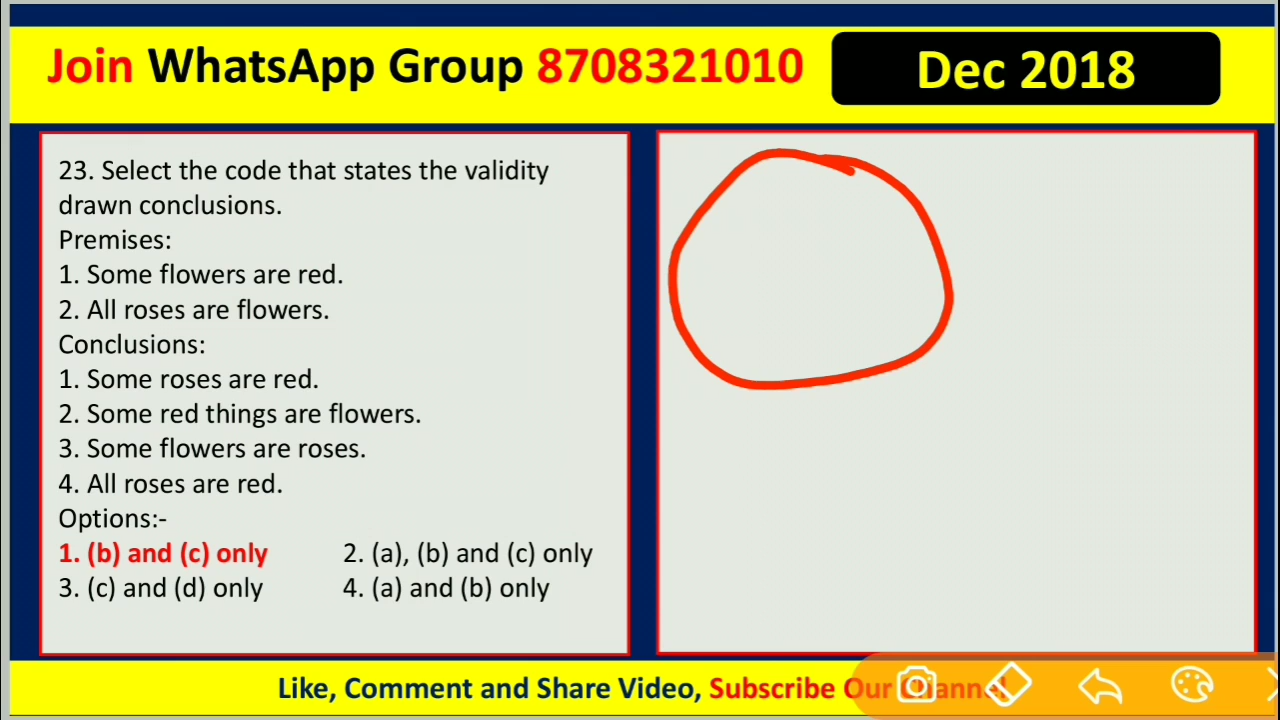 Join WhatsApp Group 8708321010
Dec 2018
23. Select the code that states the validity
drawn conclusions.
Premises:
1. Some flowers are red.
2. All roses are flowers.
Conclusions:
1. Some roses are red.
2. Some red things are flowers.
3. Some flowers are roses.
4. All roses are red.
Options:-
1. (b) and (c) only 2. (a), (b) and (c) only
3. (c) and (d) only 4. (a) and (b) only
Like, Comment and Share Video, Subscribe Our Channel